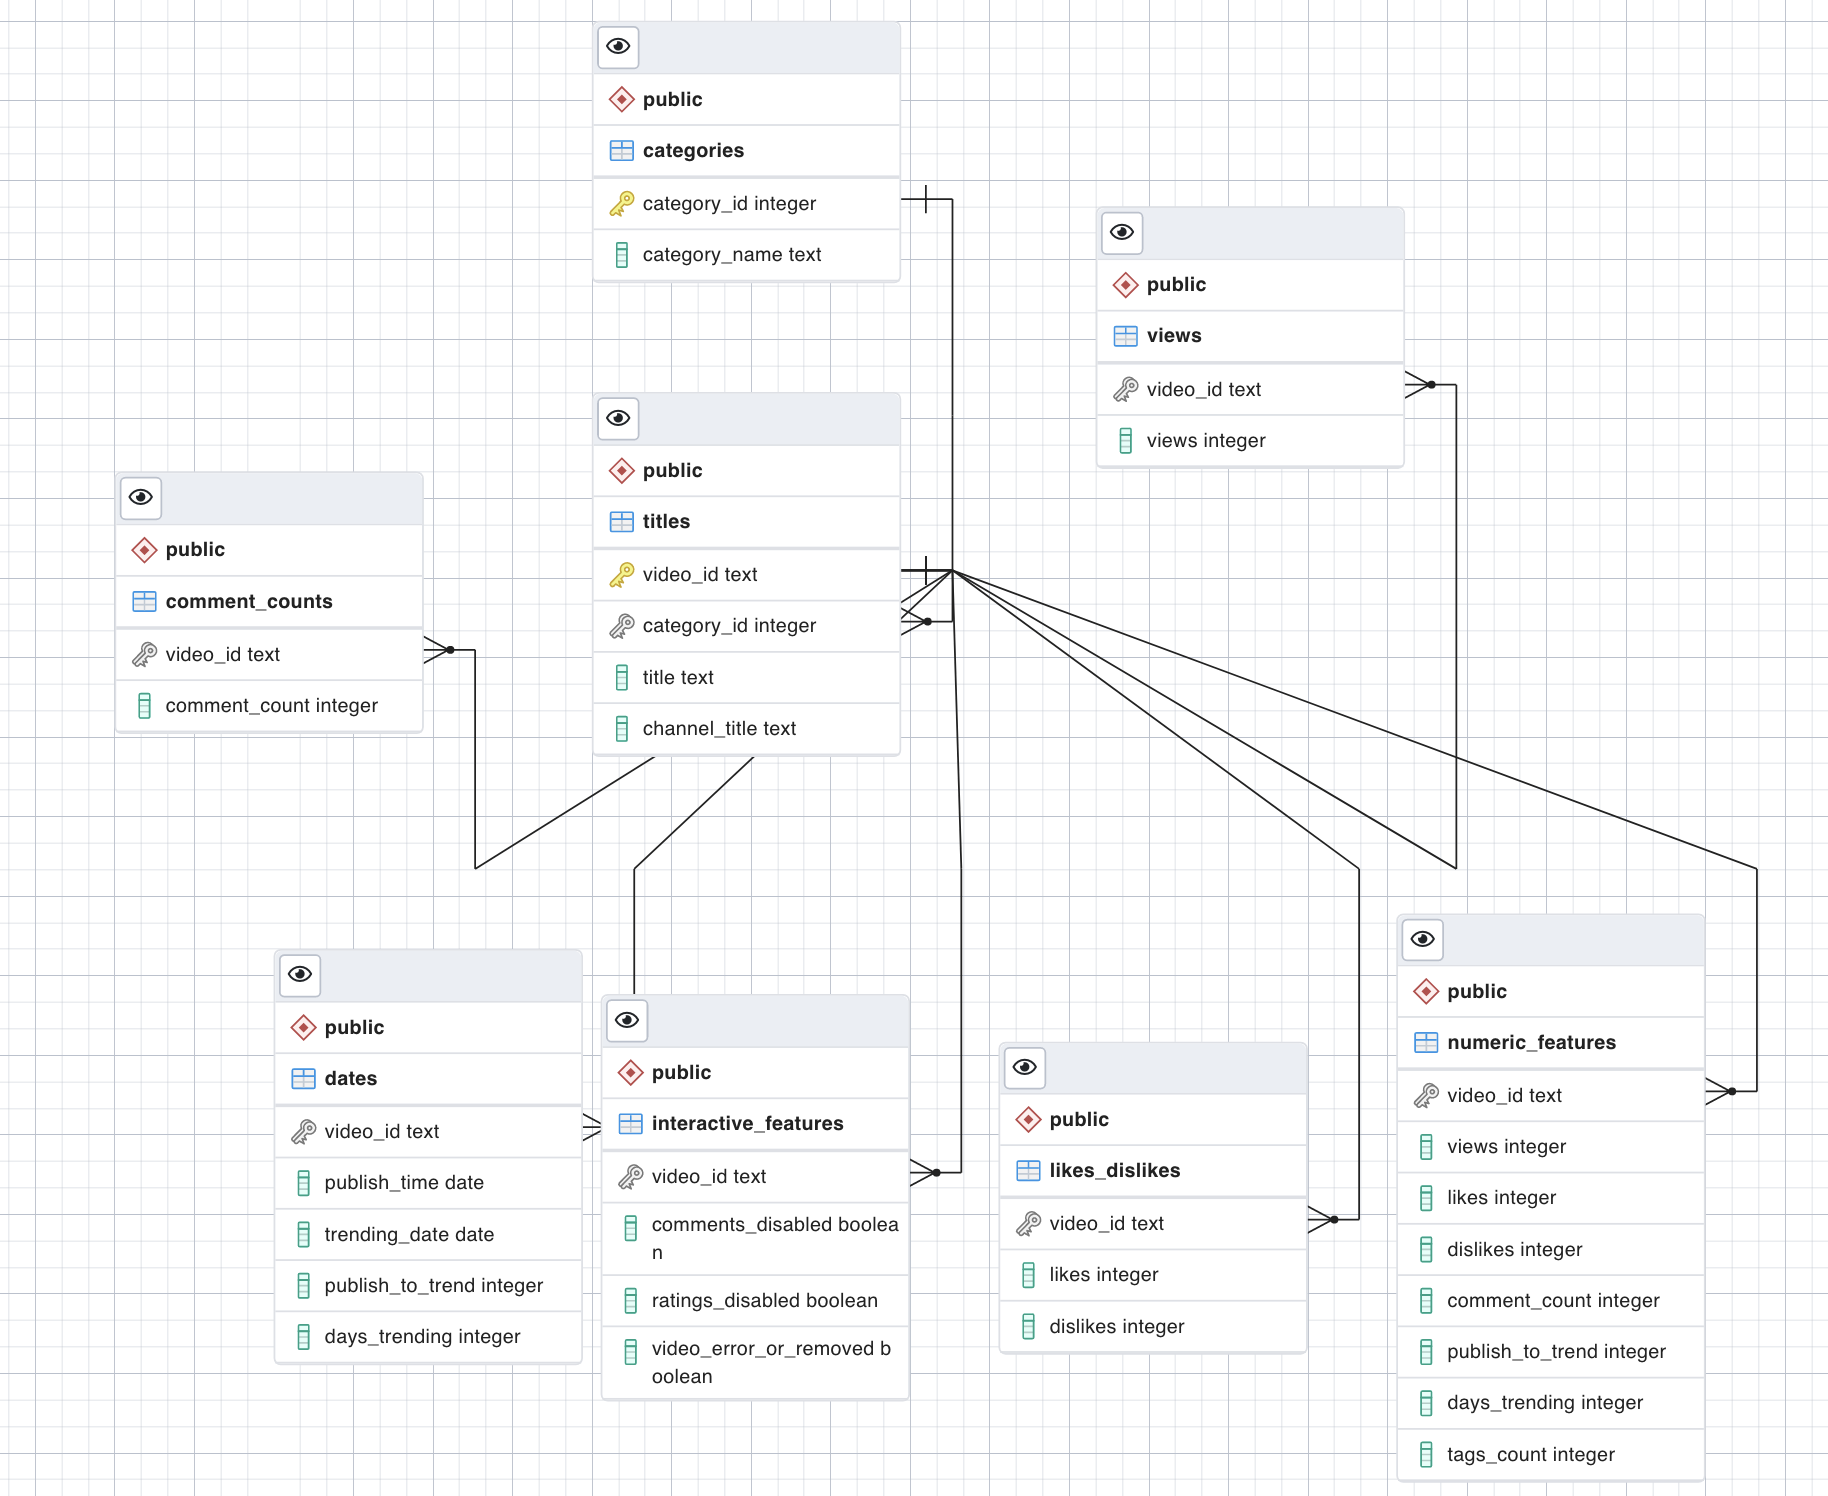 public
categories
category_id integer
category_name text
public
views
video_id text
views integer
public
titles
video_id text
category_id integer
title text
channel_title text
public
comment_counts
video_id text
comment_count integer
public
dates
video_id text
publish_time date
trending_date date
publish_to_trend integer
days_trending integer
public
interactive_features
video_id text
comments_disabled boolea
n
ratings_disabled boolean
video_error_or_removed b
oolean
public
likes_dislikes
video_id text
likes integer
dislikes integer
public
numeric_features
video_id text
views integer
likes integer
dislikes integer
comment_count integer
publish_to_trend integer
days_trending integer
tags_count integer